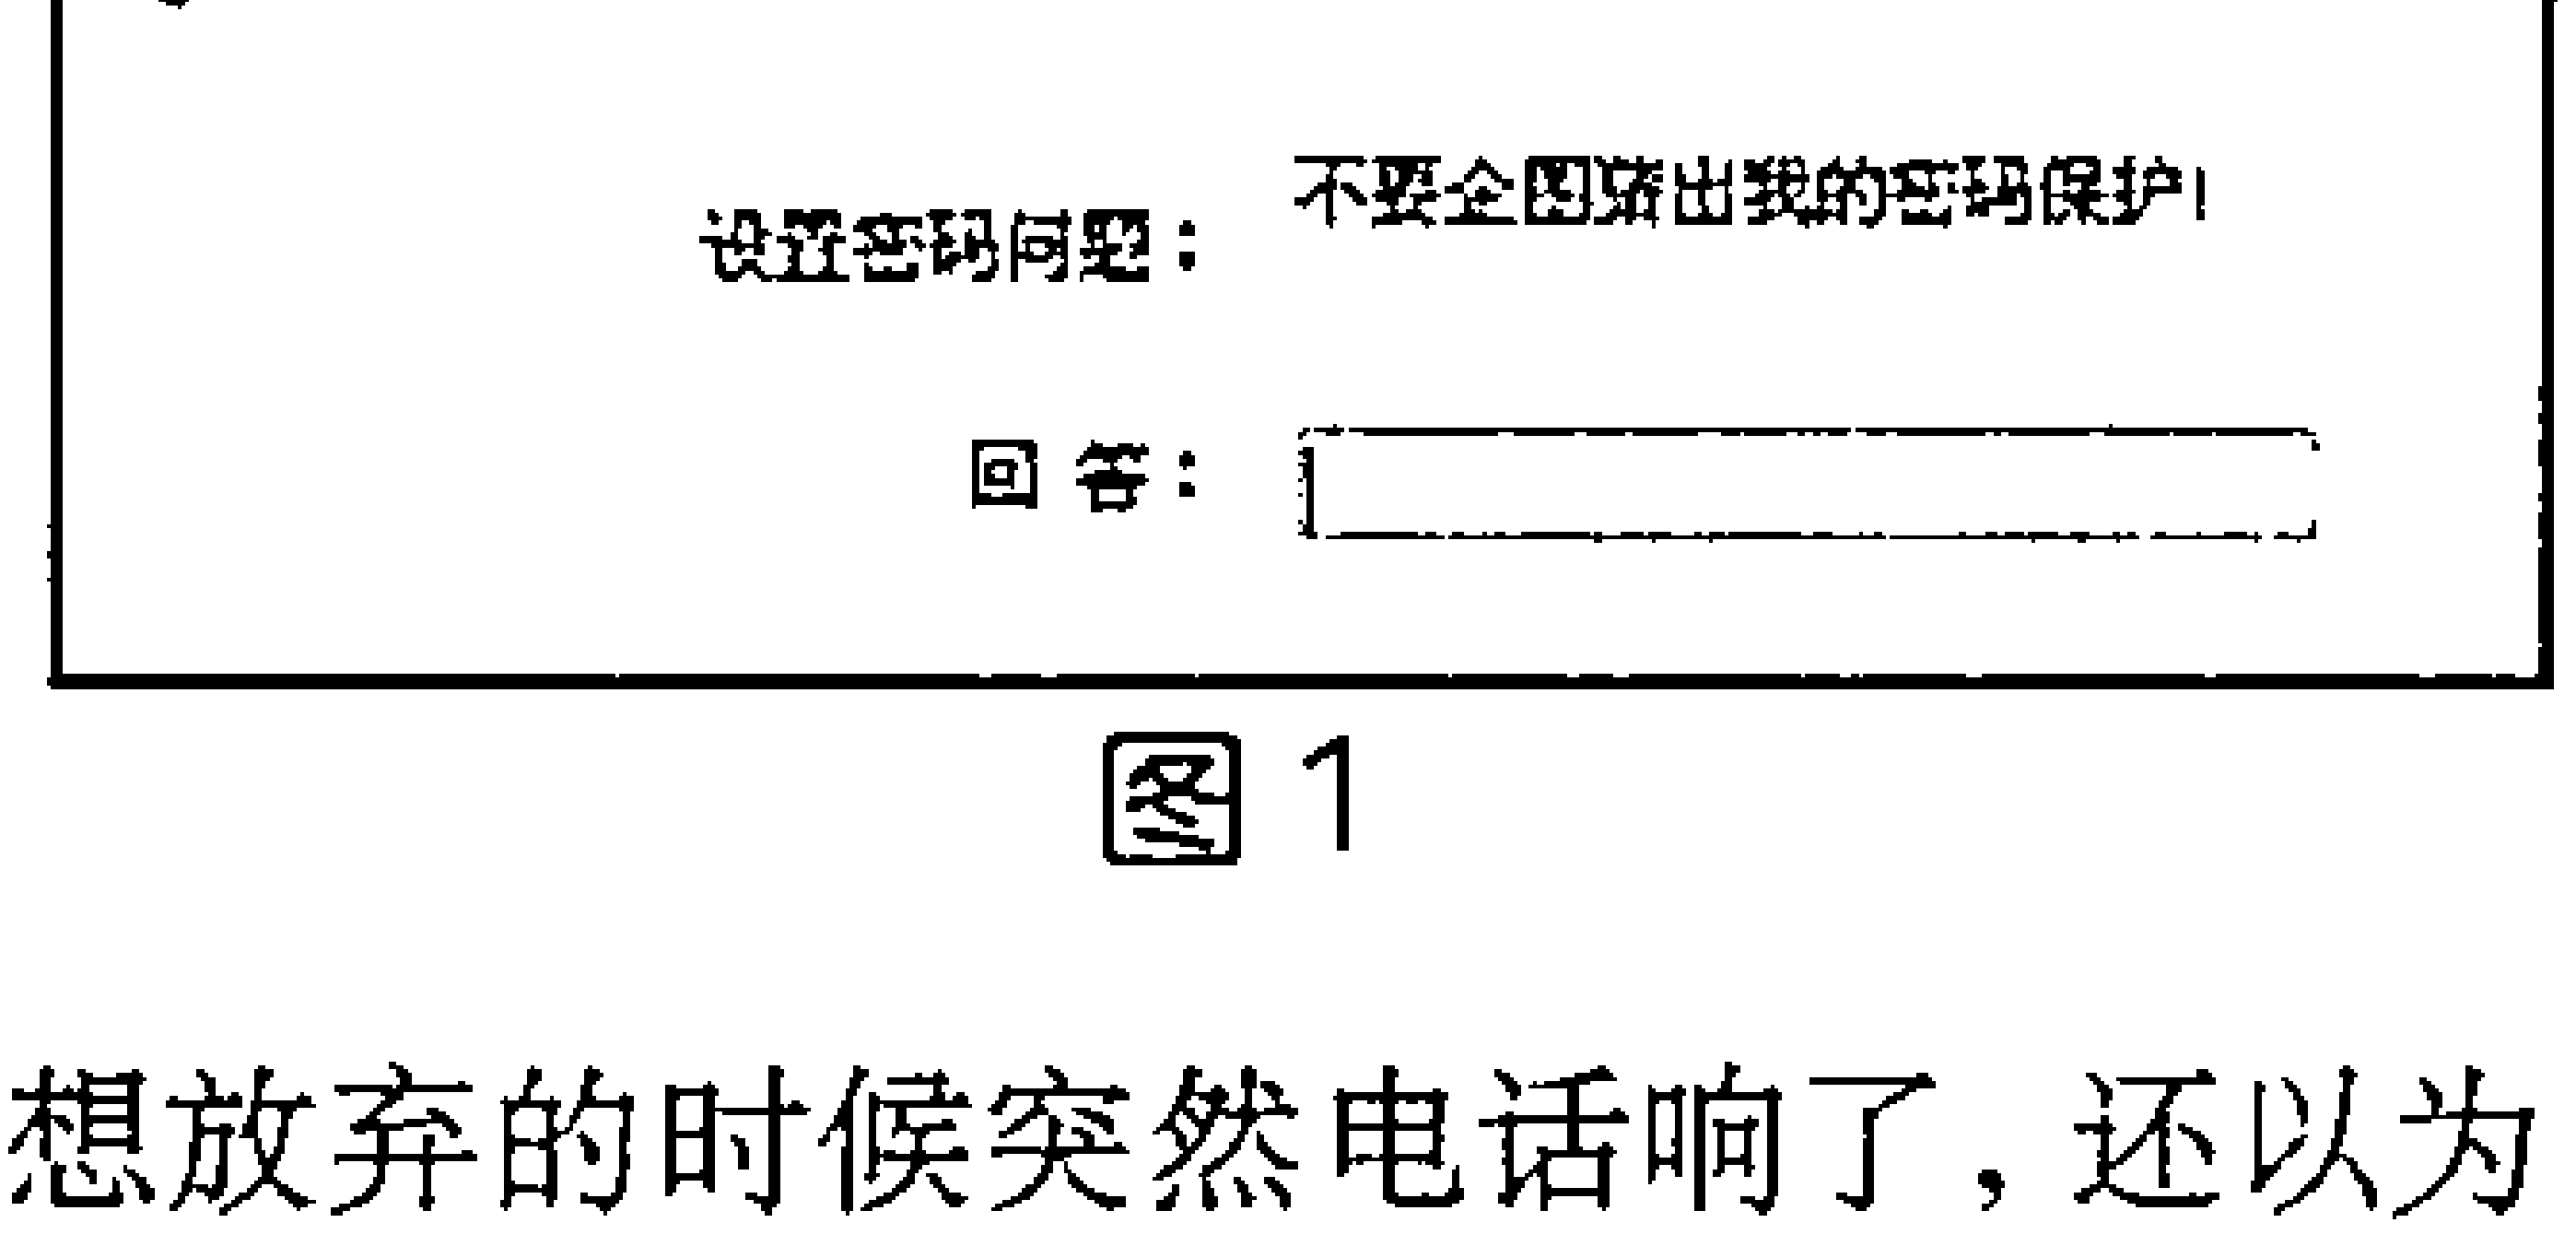 设置密码问题：
不要企图猜出我的密码保护!
回 答：
图 1
想放弃的时候突然电话响了，还以为